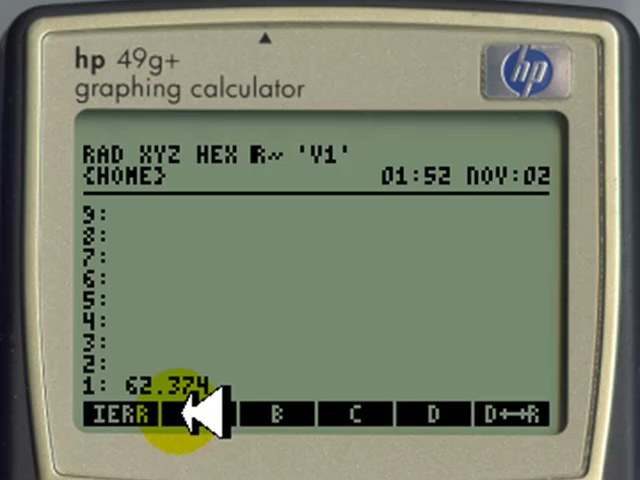 hp 49g+
graphing calculator
hp
RAD XYZ HEX R~ 'V1'
{HOME} 01:52 NOV:02
9:
8:
7:
6:
5:
4:
3:
2:
1: 62.374
IERR B C D D↔R